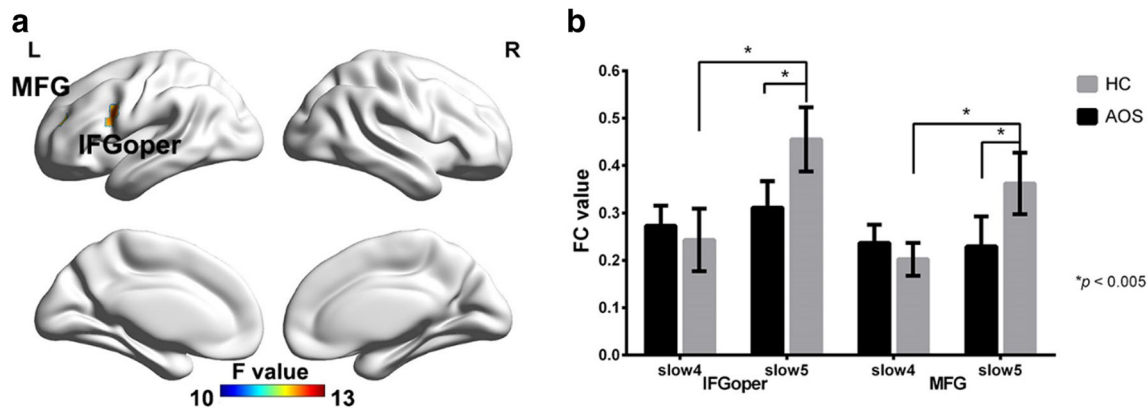 a
L
R
MFG
IFGoper
F value
10
13
b
FC value
0.6
0.5
0.4
0.3
0.2
0.1
0.0
*
*
*
*
slow4
slow5
slow4
slow5
IFGoper
MFG
HC
AOS
*p < 0.005